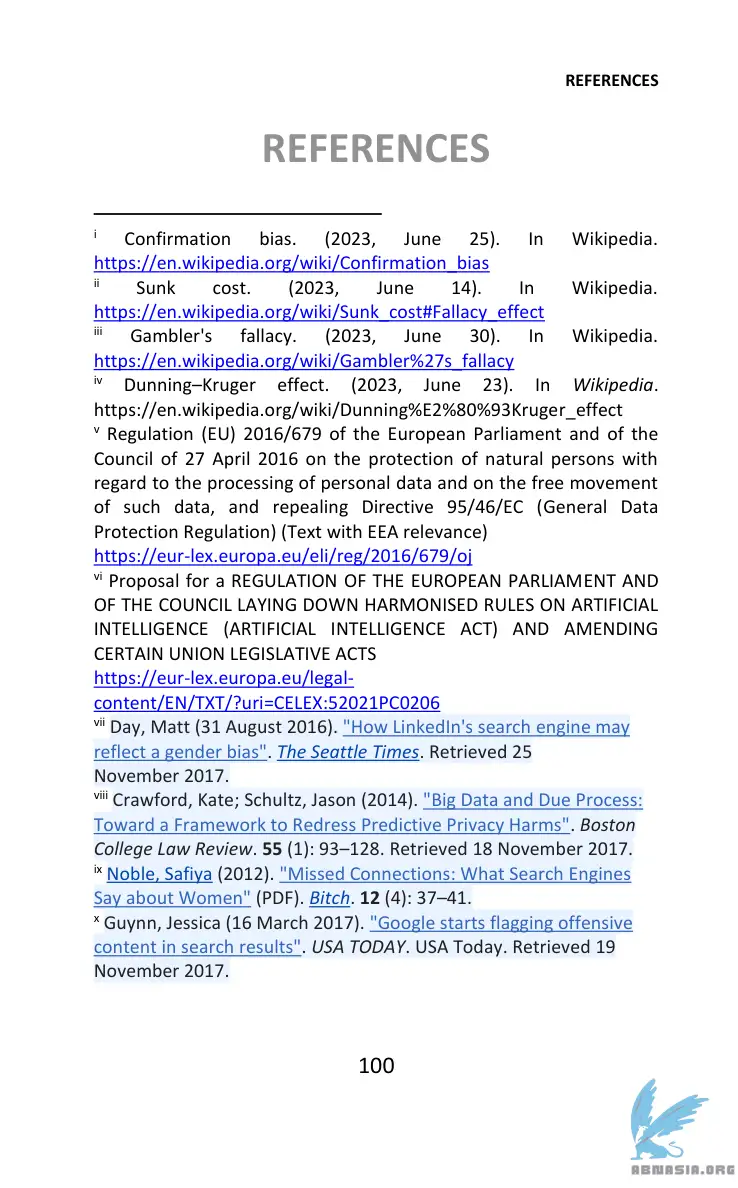 REFERENCES
REFERENCES
i Confirmation bias. (2023, June 25). In Wikipedia.
https://en.wikipedia.org/wiki/Confirmation_bias
ii Sunk cost. (2023, June 14). In Wikipedia.
https://en.wikipedia.org/wiki/Sunk_cost#Fallacy_effect
iii Gambler's fallacy. (2023, June 30). In Wikipedia.
https://en.wikipedia.org/wiki/Gambler%27s_fallacy
iv Dunning–Kruger effect. (2023, June 23). In Wikipedia.
https://en.wikipedia.org/wiki/Dunning%E2%80%93Kruger_effect
v Regulation (EU) 2016/679 of the European Parliament and of the
Council of 27 April 2016 on the protection of natural persons with
regard to the processing of personal data and on the free movement
of such data, and repealing Directive 95/46/EC (General Data
Protection Regulation) (Text with EEA relevance)
https://eur-lex.europa.eu/eli/reg/2016/679/oj
vi Proposal for a REGULATION OF THE EUROPEAN PARLIAMENT AND
OF THE COUNCIL LAYING DOWN HARMONISED RULES ON ARTIFICIAL
INTELLIGENCE (ARTIFICIAL INTELLIGENCE ACT) AND AMENDING
CERTAIN UNION LEGISLATIVE ACTS
https://eur-lex.europa.eu/legal-
content/EN/TXT/?uri=CELEX:52021PC0206
vii Day, Matt (31 August 2016). "How LinkedIn's search engine may
reflect a gender bias". The Seattle Times. Retrieved 25
November 2017.
viii Crawford, Kate; Schultz, Jason (2014). "Big Data and Due Process:
Toward a Framework to Redress Predictive Privacy Harms". Boston
College Law Review. 55 (1): 93–128. Retrieved 18 November 2017.
ix Noble, Safiya (2012). "Missed Connections: What Search Engines
Say about Women" (PDF). Bitch. 12 (4): 37–41.
x Guynn, Jessica (16 March 2017). "Google starts flagging offensive
content in search results". USA TODAY. USA Today. Retrieved 19
November 2017.
100
ABNASIA.ORG